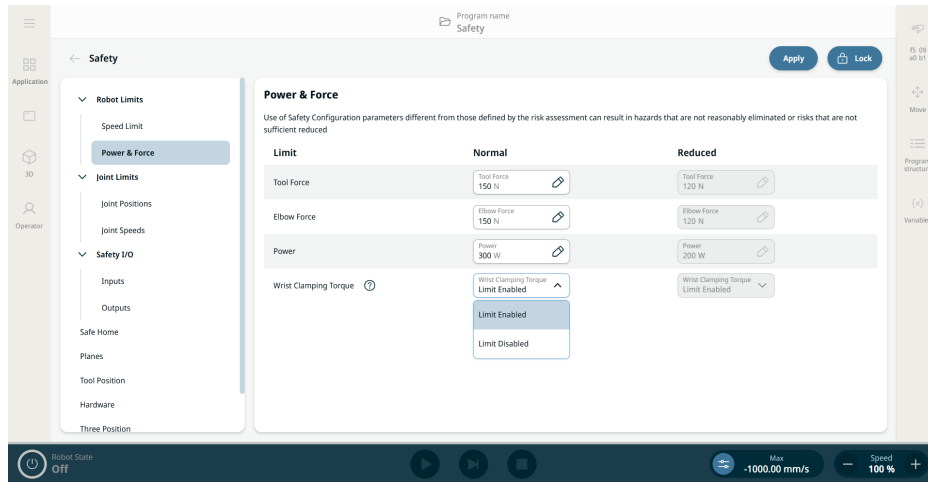 Program name
Safety
Safety
Apply
Lock
f5 09
a0 b1
Application
Move
3D
Program
structur
Operator
{x}
Variable
Robot Limits
Speed Limit
Power & Force
Joint Limits
Joint Positions
Joint Speeds
Safety I/O
Inputs
Outputs
Safe Home
Planes
Tool Position
Hardware
Three Position
Power & Force
Use of Safety Configuration parameters different from those defined by the risk assessment can result in hazards that are not reasonably eliminated or risks that are not
sufficient reduced
Limit Normal Reduced
Tool Force
Tool Force
150 N
Tool Force
120 N
Elbow Force
Elbow Force
150 N
Elbow Force
120 N
Power
Power
300 W
Power
200 W
Wrist Clamping Torque ?
Wrist Clamping Torque
Limit Enabled
Wrist Clamping Torque
Limit Enabled
Limit Enabled
Limit Disabled
Robot State
Off
Max
-1000.00 mm/s
Speed
100 %